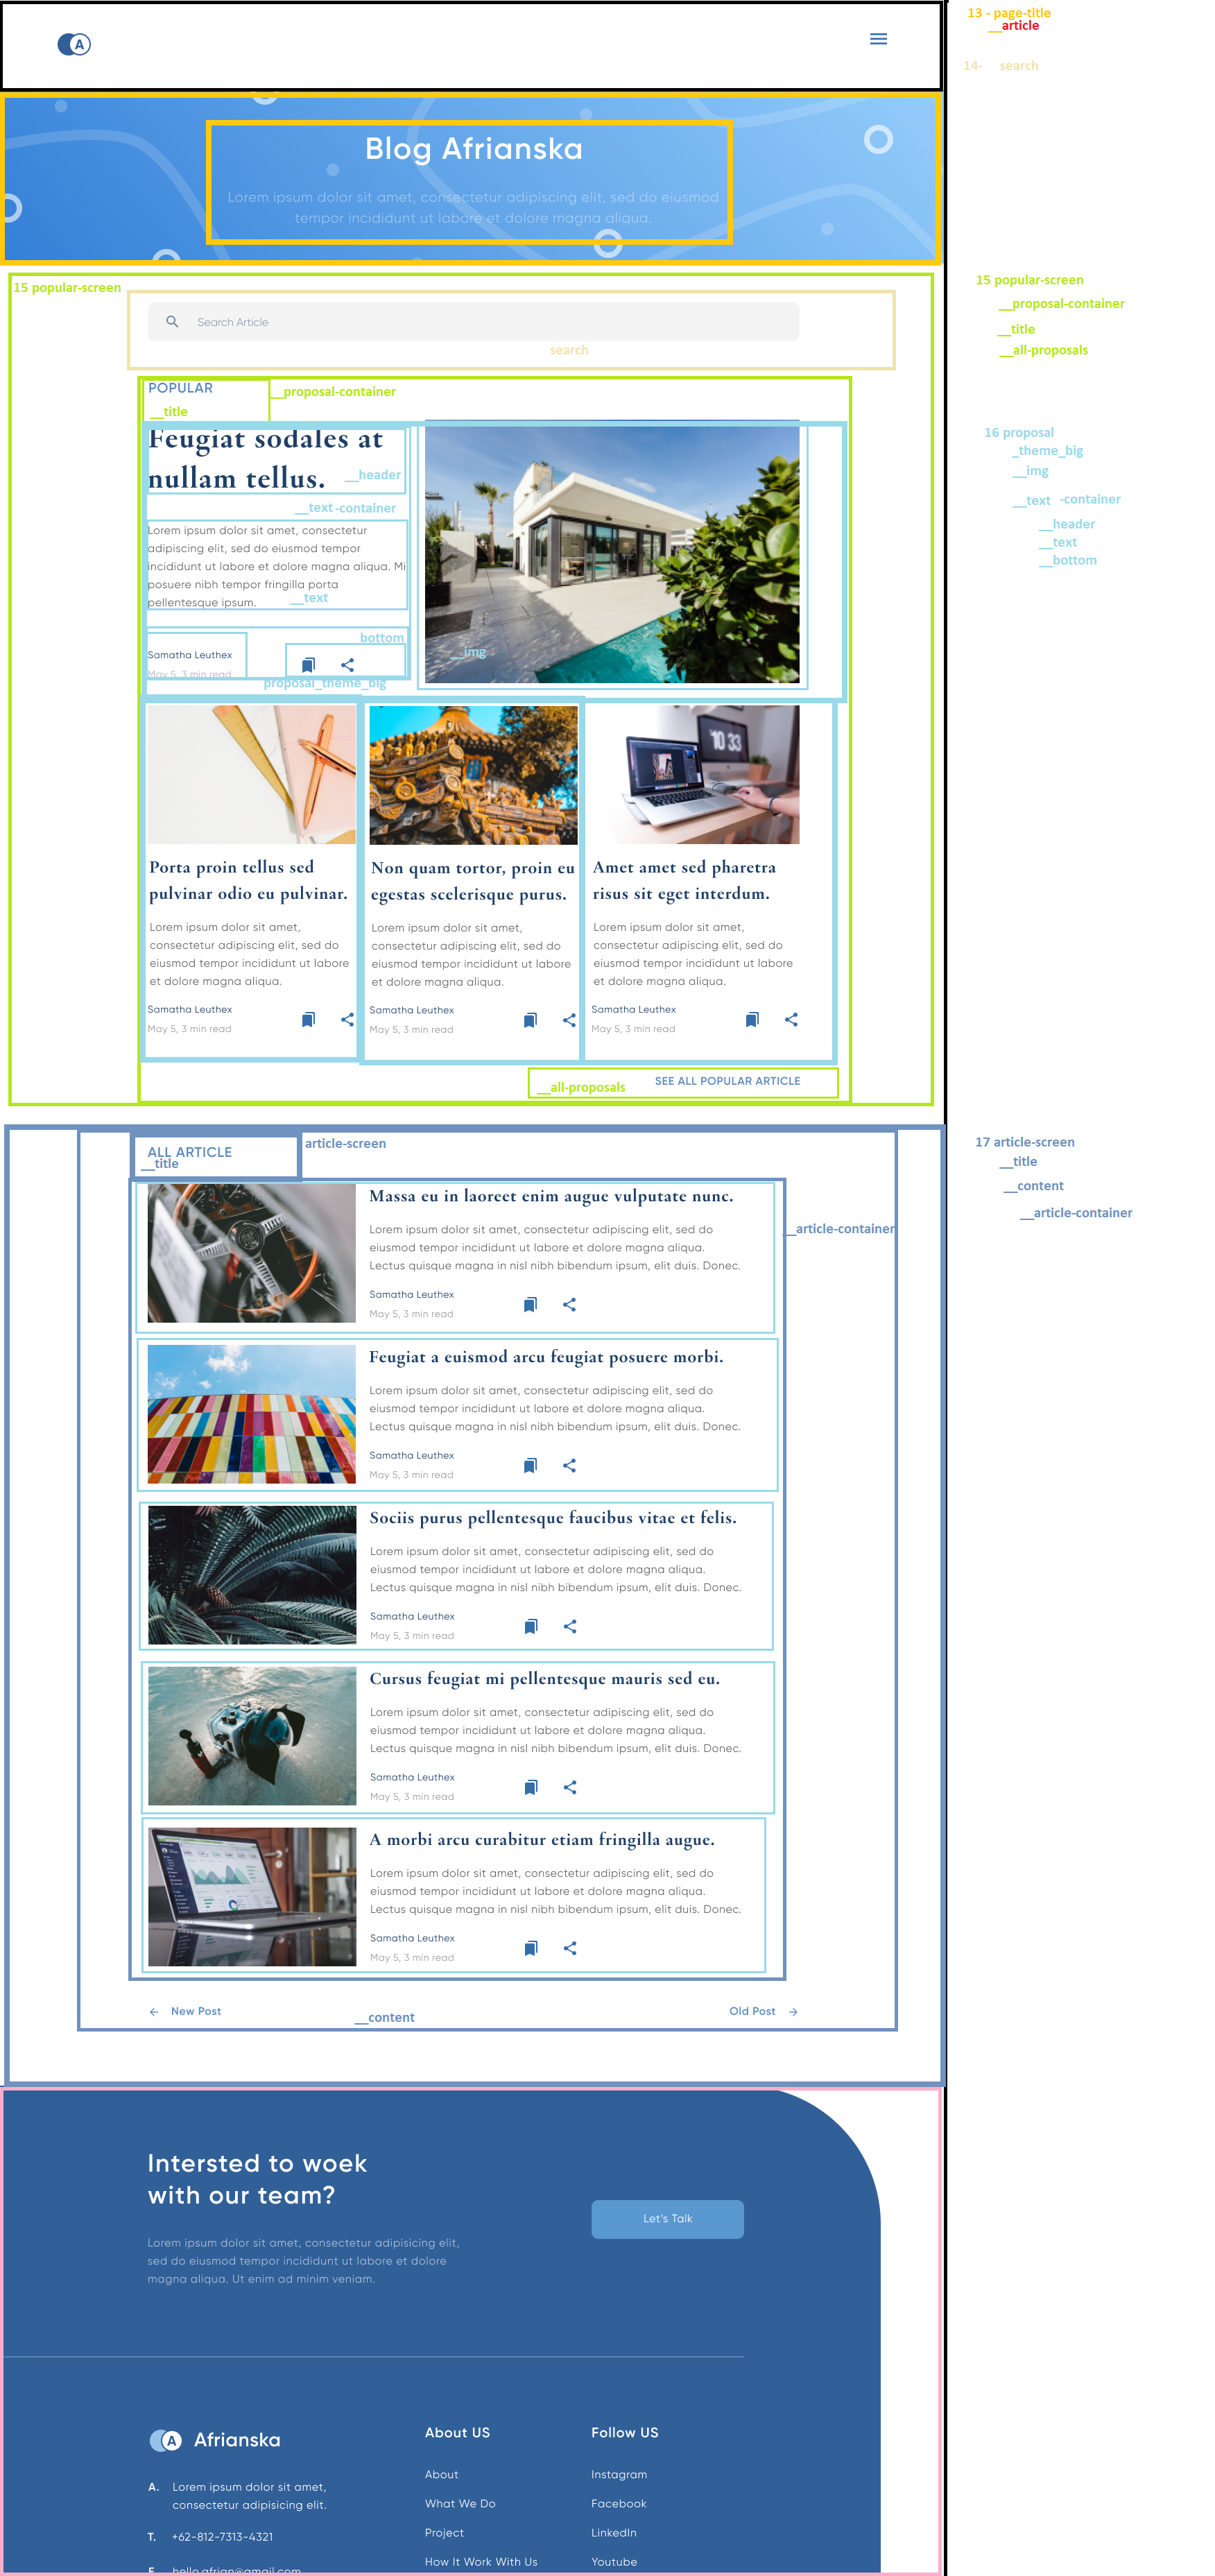 A
13 - page-title
__article
14- search
Blog Afrianska
Lorem ipsum dolor sit amet, consectetur adipiscing elit, sed do eiusmod
tempor incididunt ut labore et dolore magna aliqua.
15 popular-screen
15 popular-screen
__proposal-container
__title
__all-proposals
Search Article
search
POPULAR
__proposal-container
__title
Feugiat sodales at
nullam tellus.
__header
__text-container
Lorem ipsum dolor sit amet, consectetur
adipiscing elit, sed do eiusmod tempor
incididunt ut labore et dolore magna aliqua. Mi
posuere nibh tempor fringilla porta
pellentesque ipsum.
__text
bottom
Samatha Leuthex
May 5, 3 min read
__img
proposal_theme_big
16 proposal
_theme_big
__img
__text -container
__header
__text
__bottom
10 33
Porta proin tellus sed
pulvinar odio eu pulvinar.
Lorem ipsum dolor sit amet,
consectetur adipiscing elit, sed do
eiusmod tempor incididunt ut labore
et dolore magna aliqua.
Samatha Leuthex
May 5, 3 min read
Non quam tortor, proin eu
egestas scelerisque purus.
Lorem ipsum dolor sit amet,
consectetur adipiscing elit, sed do
eiusmod tempor incididunt ut labore
et dolore magna aliqua.
Samatha Leuthex
May 5, 3 min read
Amet amet sed pharetra
risus sit eget interdum.
Lorem ipsum dolor sit amet,
consectetur adipiscing elit, sed do
eiusmod tempor incididunt ut labore
et dolore magna aliqua.
Samatha Leuthex
May 5, 3 min read
__all-proposals
SEE ALL POPULAR ARTICLE
ALL ARTICLE
__title
article-screen
17 article-screen
__title
__content
__article-container
__article-container
Massa eu in laoreet enim augue vulputate nunc.
Lorem ipsum dolor sit amet, consectetur adipiscing elit, sed do
eiusmod tempor incididunt ut labore et dolore magna aliqua.
Lectus quisque magna in nisl nibh bibendum ipsum, elit duis. Donec.
Samatha Leuthex
May 5, 3 min read
Feugiat a euismod arcu feugiat posuere morbi.
Lorem ipsum dolor sit amet, consectetur adipiscing elit, sed do
eiusmod tempor incididunt ut labore et dolore magna aliqua.
Lectus quisque magna in nisl nibh bibendum ipsum, elit duis. Donec.
Samatha Leuthex
May 5, 3 min read
Sociis purus pellentesque faucibus vitae et felis.
Lorem ipsum dolor sit amet, consectetur adipiscing elit, sed do
eiusmod tempor incididunt ut labore et dolore magna aliqua.
Lectus quisque magna in nisl nibh bibendum ipsum, elit duis. Donec.
Samatha Leuthex
May 5, 3 min read
Cursus feugiat mi pellentesque mauris sed eu.
Lorem ipsum dolor sit amet, consectetur adipiscing elit, sed do
eiusmod tempor incididunt ut labore et dolore magna aliqua.
Lectus quisque magna in nisl nibh bibendum ipsum, elit duis. Donec.
Samatha Leuthex
May 5, 3 min read
A morbi arcu curabitur etiam fringilla augue.
Lorem ipsum dolor sit amet, consectetur adipiscing elit, sed do
eiusmod tempor incididunt ut labore et dolore magna aliqua.
Lectus quisque magna in nisl nibh bibendum ipsum, elit duis. Donec.
Samatha Leuthex
May 5, 3 min read
New Post
__content
Old Post
Intersted to woek
with our team?
Lorem ipsum dolor sit amet, consectetur adipisicing elit,
sed do eiusmod tempor incididunt ut labore et dolore
magna aliqua. Ut enim ad minim veniam.
Let's Talk
A Afrianska
A. Lorem ipsum dolor sit amet,
consectetur adipisicing elit.
T. +62-812-7313-4321
E. hello.afrian@gmail.com
About US
About
What We Do
Project
How It Work With Us
Follow US
Instagram
Facebook
LinkedIn
Youtube